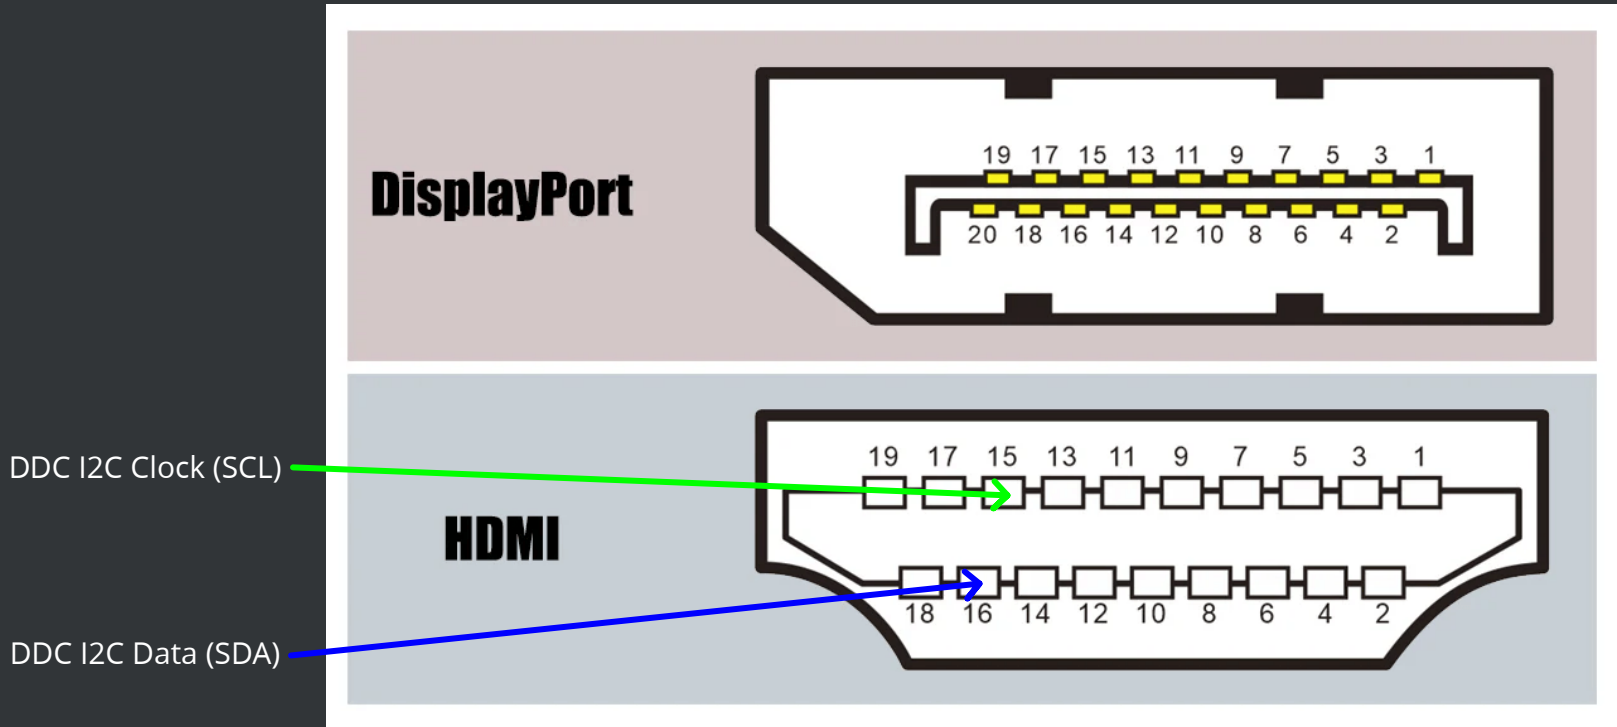 DisplayPort
19 17 15 13 11 9 7 5 3 1
20 18 16 14 12 10 8 6 4 2
DDC I2C Clock (SCL)
HDMI
19 17 15 13 11 9 7 5 3 1
18 16 14 12 10 8 6 4 2
DDC I2C Data (SDA)